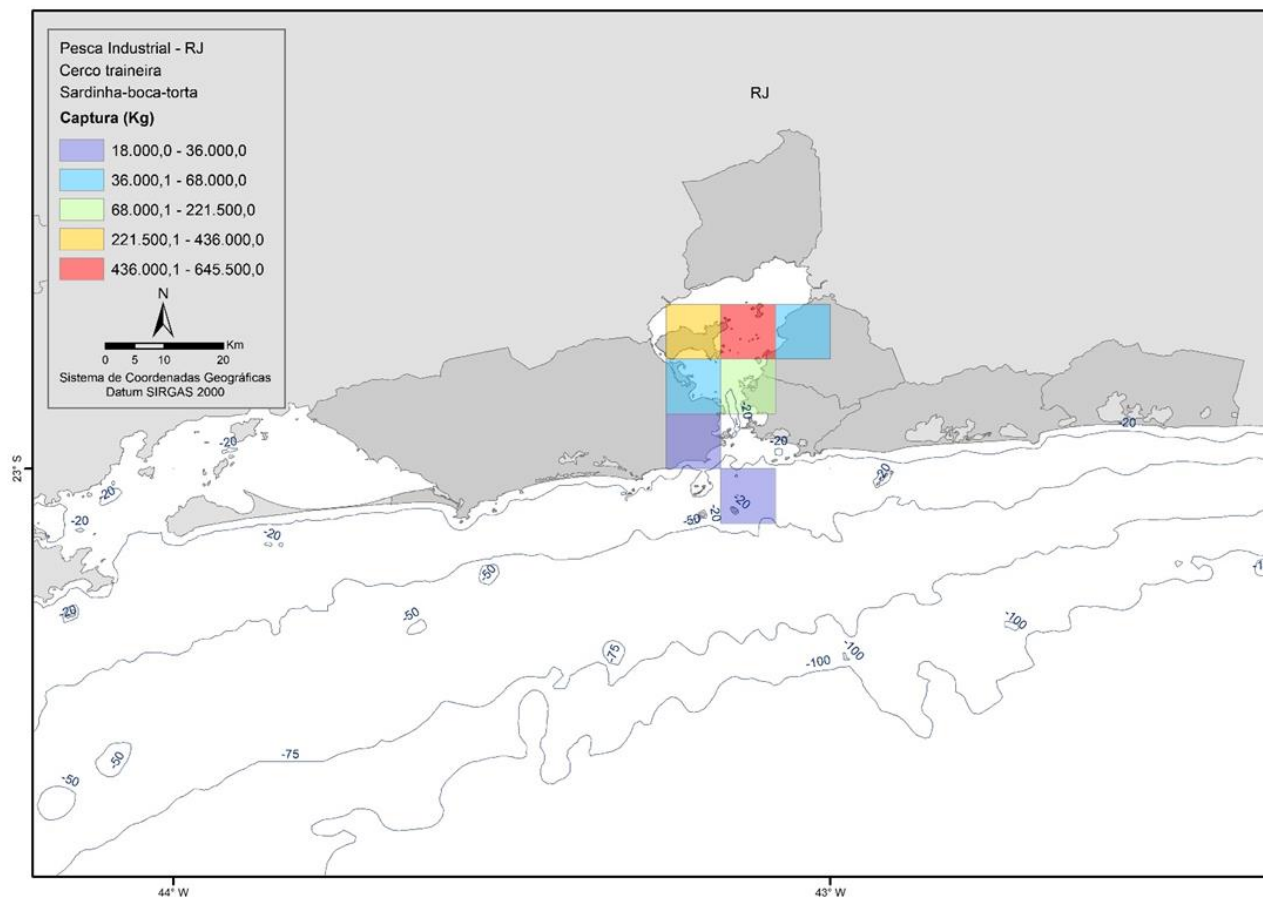 Pesca Industrial - RJ
Cerco traineira
Sardinha-boca-torta
Captura (Kg)
18.000,0 - 36.000,0
36.000,1 - 68.000,0
68.000,1 - 221.500,0
221.500,1 - 436.000,0
436.000,1 - 645.500,0
N
0 5 10 20 Km
Sistema de Coordenadas Geográficas
Datum SIRGAS 2000
RJ
-20
-20
-20
-20
-20
23° S
-20
-20
-20
-20
-50
-20
-20
-50
-20
-50
-100
-75
-100
-100
-75
-50
-50
44° W
43° W